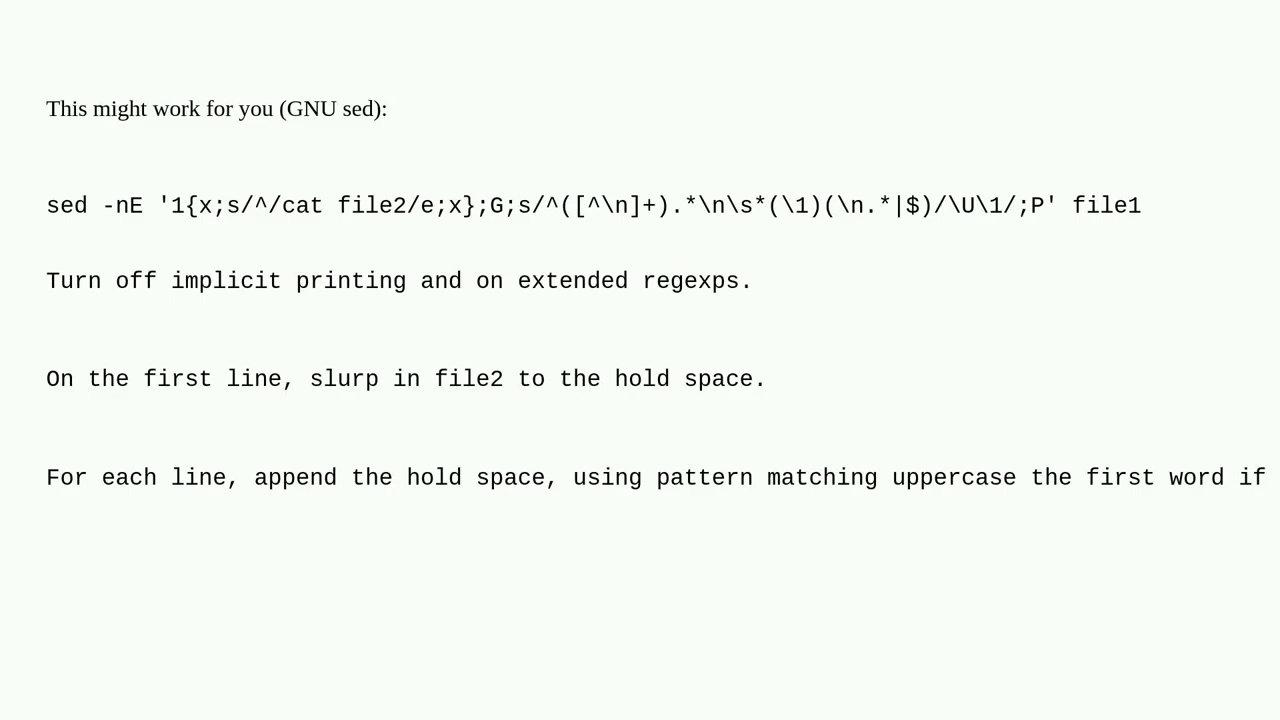 This might work for you (GNU sed):
sed -nE '1{x;s/^/cat file2/e;x};G;s/^([^\n]+).*\n\s*(\1)(\n.*|$)/\U\1/;P' file1
Turn off implicit printing and on extended regexps.
On the first line, slurp in file2 to the hold space.
For each line, append the hold space, using pattern matching uppercase the first word if